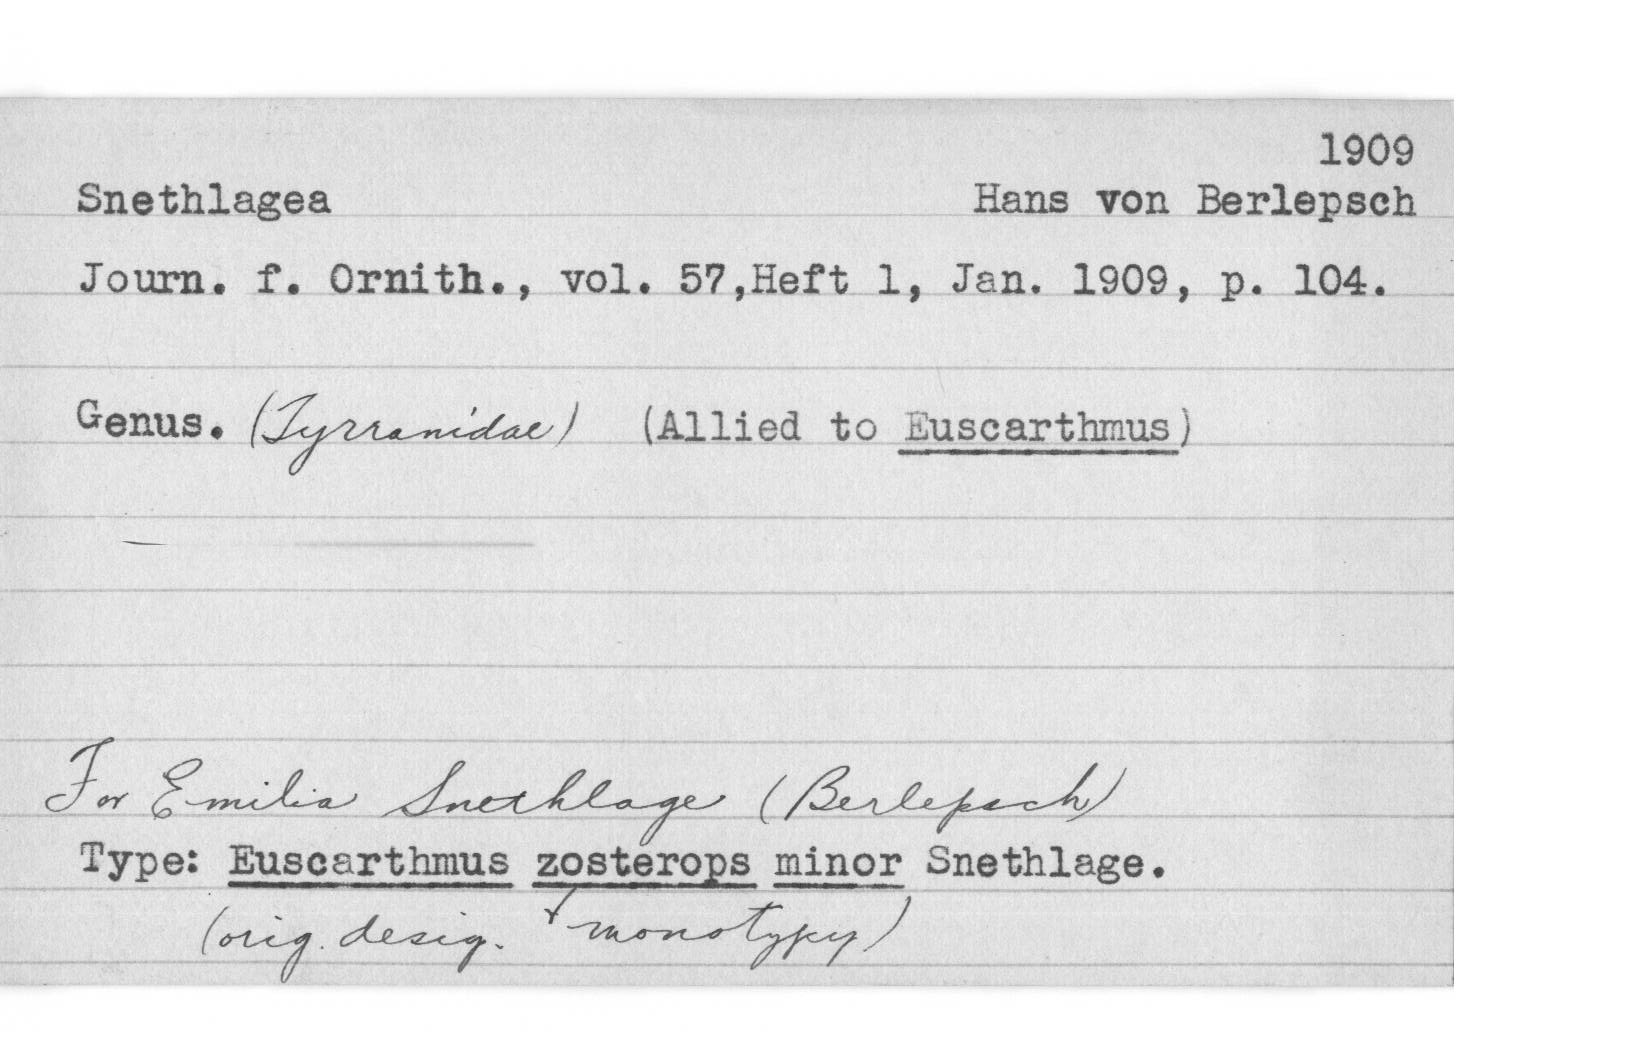 1909
Snethlagea Hans von Berlepsch
Journ. f. Ornith., vol. 57,Heft 1, Jan. 1909, p. 104.
Genus. (Tyrranidae) (Allied to Euscarthmus)
For Emilia Snethlage (Berlepsch)
Type: Euscarthmus zosterops minor Snethlage.
(orig. desig. + monotypy)